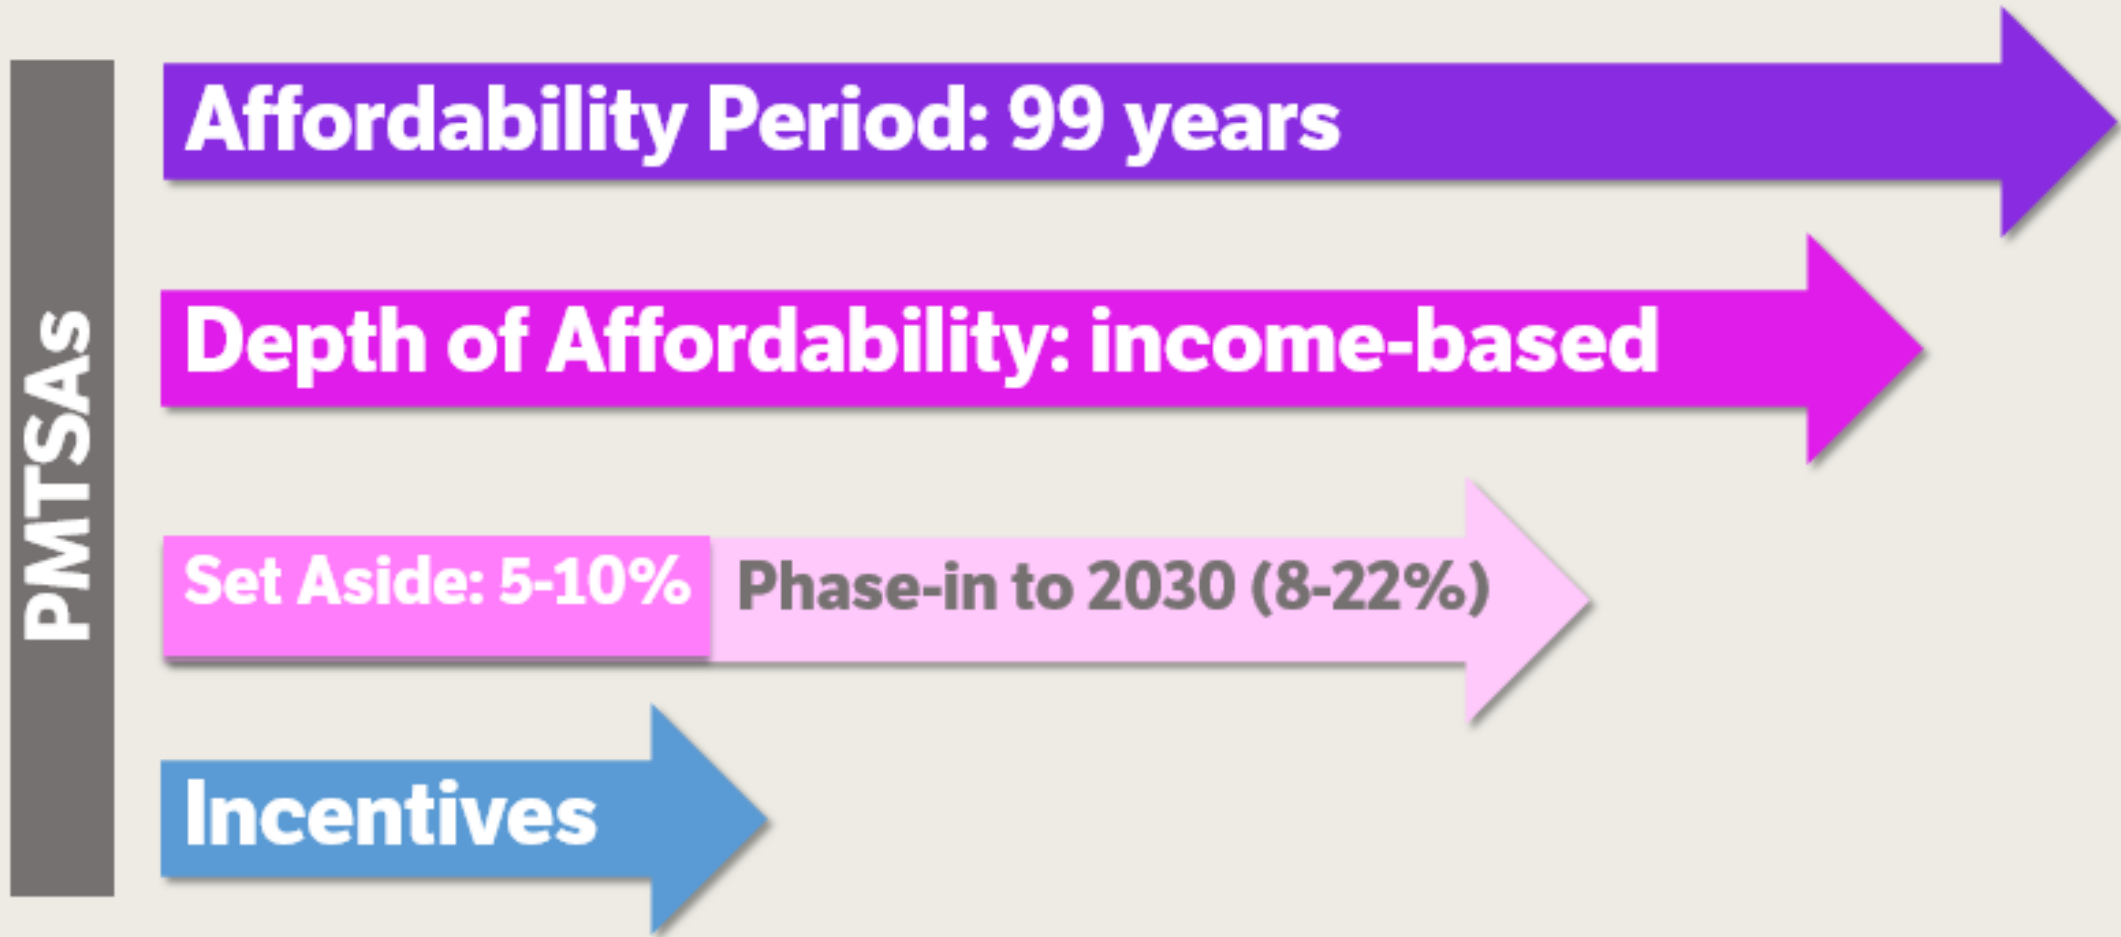 PMTSAs
Affordability Period: 99 years
Depth of Affordability: income-based
Set Aside: 5-10%
Phase-in to 2030 (8-22%)
Incentives